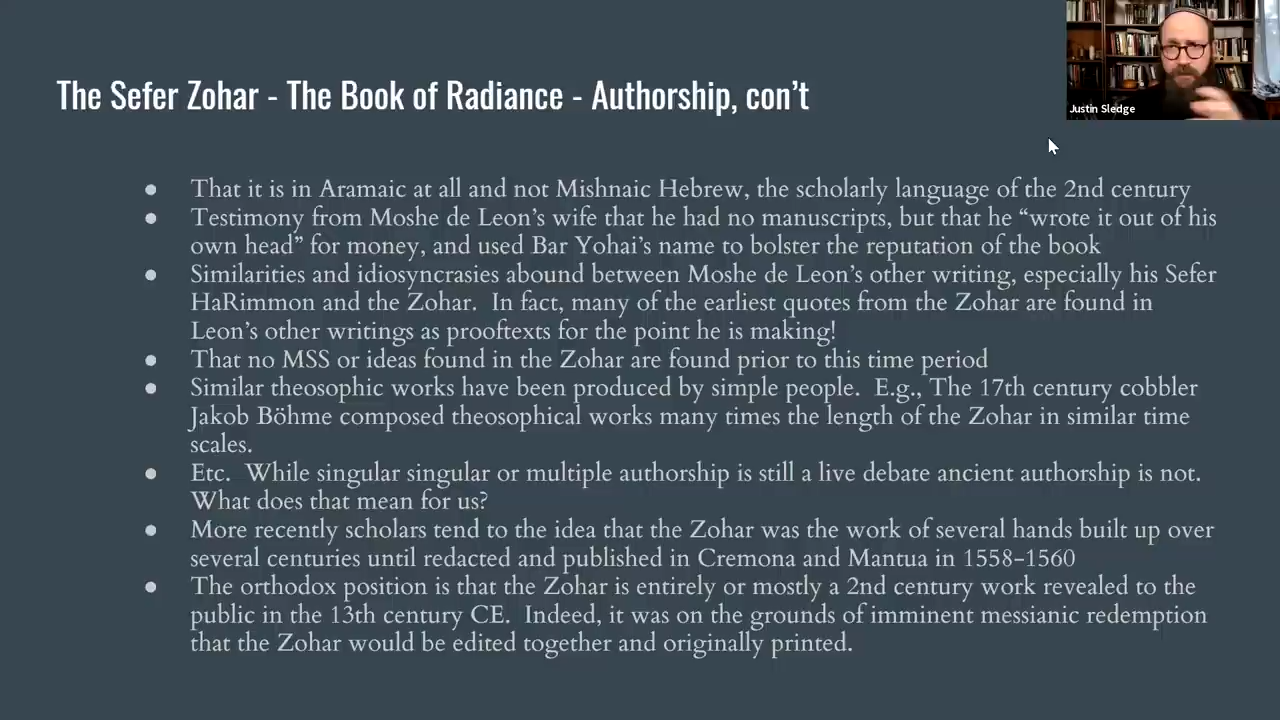 Justin Sledge
The Sefer Zohar - The Book of Radiance - Authorship, con't
● That it is in Aramaic at all and not Mishnaic Hebrew, the scholarly language of the 2nd century
● Testimony from Moshe de Leon's wife that he had no manuscripts, but that he “wrote it out of his
own head” for money, and used Bar Yohai's name to bolster the reputation of the book
● Similarities and idiosyncrasies abound between Moshe de Leon's other writing, especially his Sefer
HaRimmon and the Zohar.  In fact, many of the earliest quotes from the Zohar are found in
Leon's other writings as prooftexts for the point he is making!
● That no MSS or ideas found in the Zohar are found prior to this time period
● Similar theosophic works have been produced by simple people.  E.g., The 17th century cobbler
Jakob Böhme composed theosophical works many times the length of the Zohar in similar time
scales.
● Etc.  While singular singular or multiple authorship is still a live debate ancient authorship is not.
What does that mean for us?
● More recently scholars tend to the idea that the Zohar was the work of several hands built up over
several centuries until redacted and published in Cremona and Mantua in 1558-1560
● The orthodox position is that the Zohar is entirely or mostly a 2nd century work revealed to the
public in the 13th century CE.  Indeed, it was on the grounds of imminent messianic redemption
that the Zohar would be edited together and originally printed.